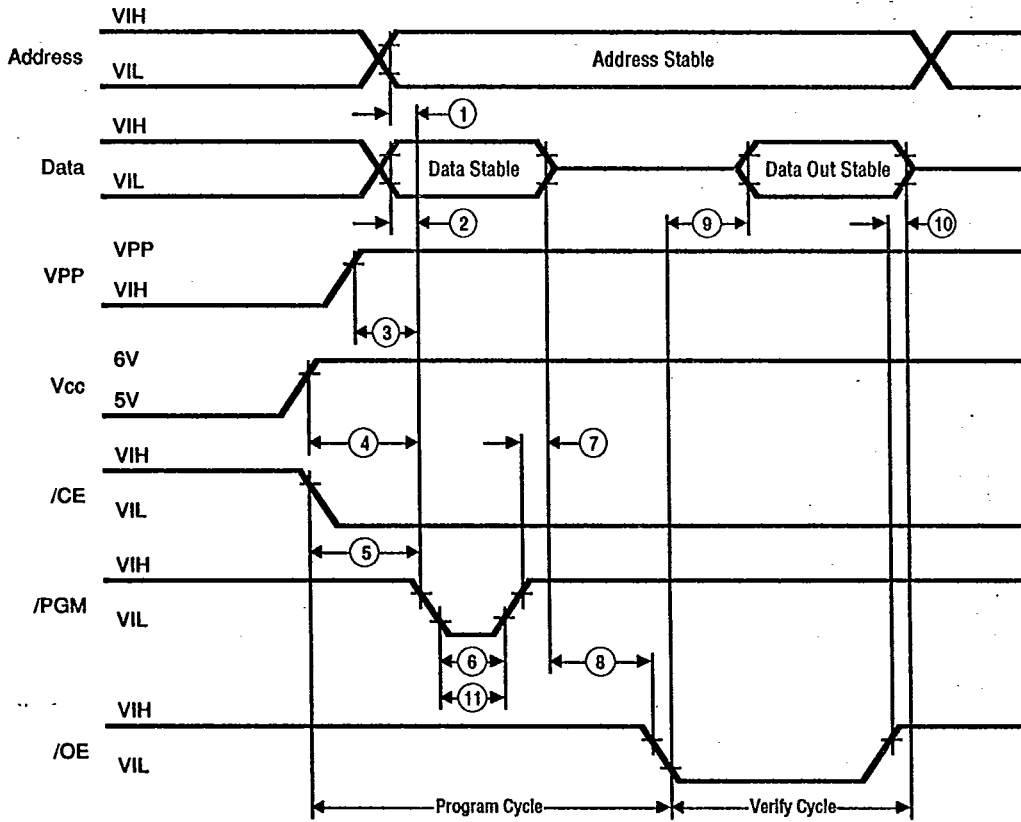 VIH
Address
VIL
Address Stable
1
VIH
Data
VIL
Data Stable
Data Out Stable
2
9
10
VPP
VPP
VIH
3
6V
Vcc
5V
4
7
VIH
/CE
VIL
5
VIH
/PGM
VIL
6
8
11
VIH
/OE
VIL
Program Cycle
Verify Cycle